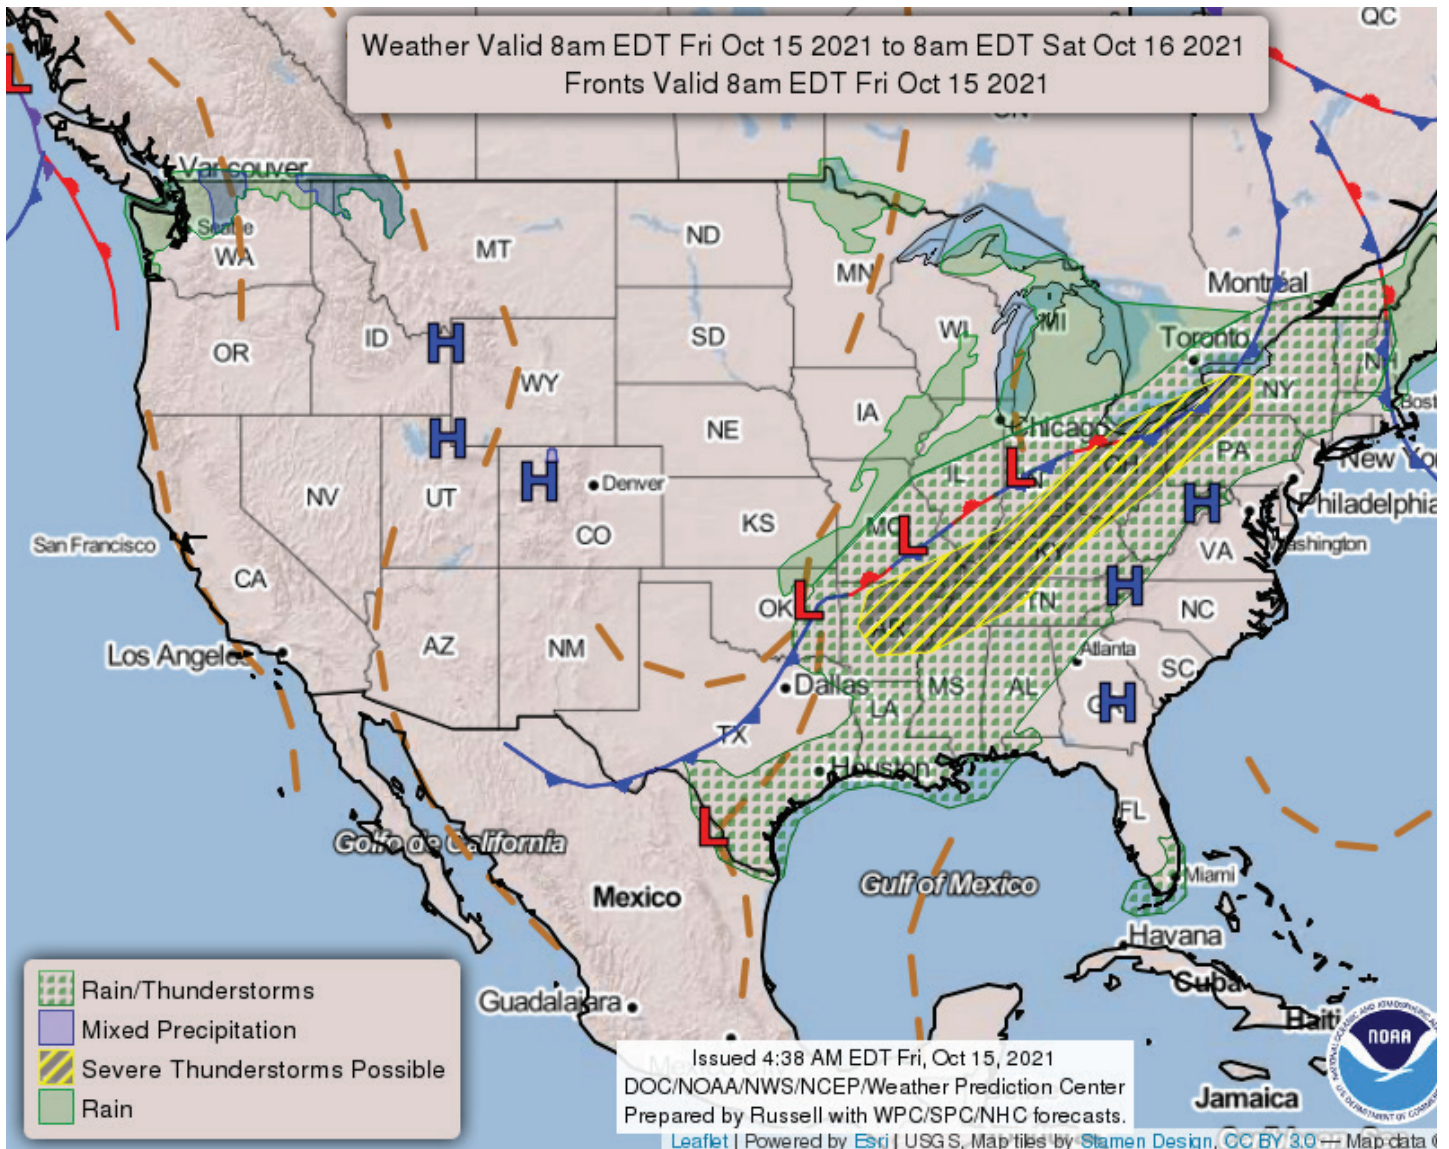 QC
Weather Valid 8am EDT Fri Oct 15 2021 to 8am EDT Sat Oct 16 2021
Fronts Valid 8am EDT Fri Oct 15 2021
L
Vancouver
Seattle
WA
MT
ND
MN
Montréal
OR
ID
H
SD
WI
MI
Toronto
WY
NH
NY
IA
Boston
H
NE
Chicago
PA
New Yo
NV
UT
H
Denver
IL
L
OH
H
Philadelphia
San Francisco
CO
KS
MO
L
VA
Washington
CA
KY
OK
L
TN
H
NC
Los Angeles
AZ
NM
AR
Atlanta
SC
Dallas
MS
AL
LA
GA
H
TX
Houston
FL
L
Golfo de California
Mexico
Gulf of Mexico
Miami
Havana
Cuba
Guadalajara
Haiti
Rain/Thunderstorms
Mixed Precipitation
Severe Thunderstorms Possible
Rain
NOAA
Issued 4:38 AM EDT Fri, Oct 15, 2021
DOC/NOAA/NWS/NCEP/Weather Prediction Center
Prepared by Russell with WPC/SPC/NHC forecasts.
Jamaica
Leaflet | Powered by Esri | USGS, Map tiles by Stamen Design, CC BY 3.0 — Map data ©